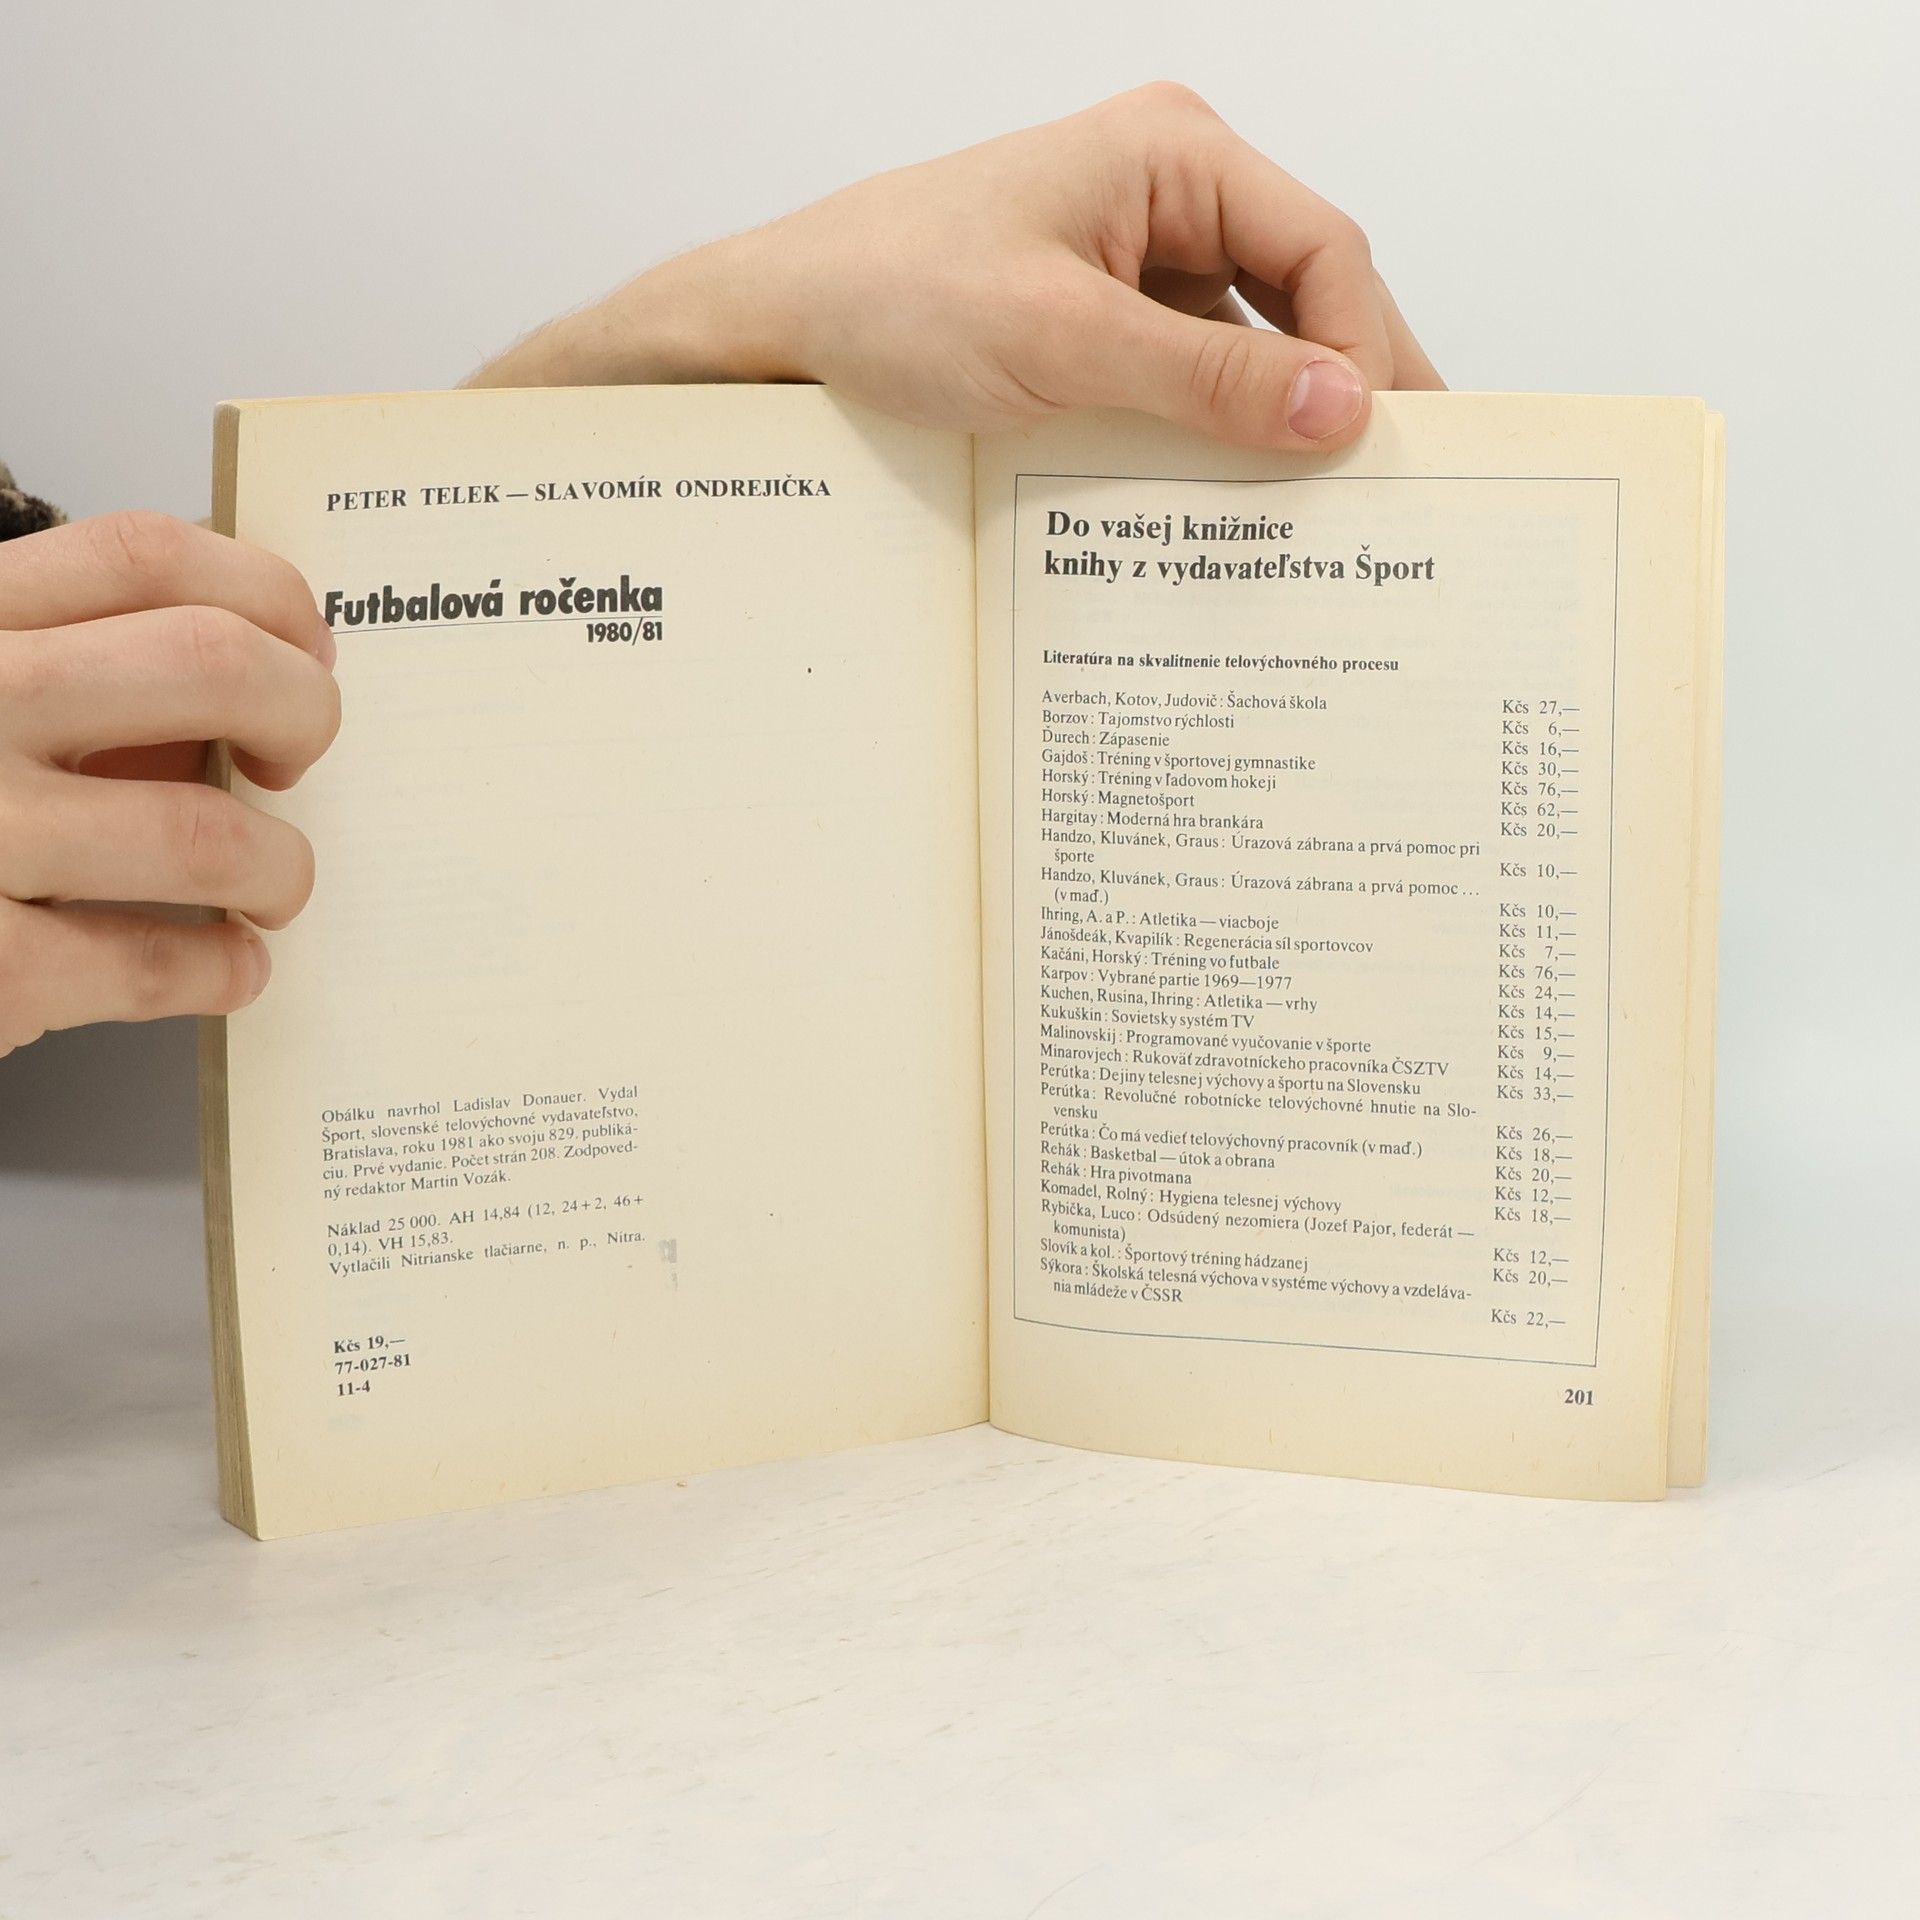 PETER TELEK — SLAVOMÍR ONDREJIČKA
Futbalová ročenka
1980/81
Obálku navrhol Ladislav Donauer. Vydal
Šport, slovenské telovýchovné vydavateľstvo,
Bratislava, roku 1981 ako svoju 829. publiká-
ciu. Prvé vydanie. Počet strán 208. Zodpoved-
ný redaktor Martin Vozák.
Náklad 25 000. AH 14,84 (12, 24+2, 46+
0,14). VH 15,83.
Vytlačili Nitrianske tlačiarne, n. p., Nitra.
Kčs 19,—
77-027-81
11-4
Do vašej knižnice
knihy z vydavateľstva Šport
Literatúra na skvalitnenie telovýchovného procesu
Averbach, Kotov, Judovič: Šachová škola Kčs 27,—
Borzov: Tajomstvo rýchlosti Kčs 6,—
Ďurech: Zápasenie Kčs 16,—
Gajdoš: Tréning v športovej gymnastike Kčs 30,—
Horský: Tréning v ľadovom hokeji Kčs 76,—
Horský: Magnetošport Kčs 62,—
Hargitay: Moderná hra brankára Kčs 20,—
Handzo, Kluvánek, Graus: Úrazová zábrana a prvá pomoc pri
športe Kčs 10,—
Handzo, Kluvánek, Graus: Úrazová zábrana a prvá pomoc ...
(v maď.) Kčs 10,—
Ihring, A. a P.: Atletika — viacboje Kčs 11,—
Jánošdeák, Kvapilík: Regenerácia síl sportovcov Kčs 7,—
Kačáni, Horský: Tréning vo futbale Kčs 76,—
Karpov: Vybrané partie 1969—1977 Kčs 24,—
Kuchen, Rusina, Ihring: Atletika — vrhy Kčs 14,—
Kukuškin: Sovietsky systém TV Kčs 15,—
Malinovskij: Programované vyučovanie v športe Kčs 9,—
Minarovjech: Rukoväť zdravotníckeho pracovníka ČSZTV Kčs 14,—
Perútka: Dejiny telesnej výchovy a športu na Slovensku Kčs 33,—
Perútka: Revolučné robotnícke telovýchovné hnutie na Slo-
vensku Kčs 26,—
Perútka: Čo má vedieť telovýchovný pracovník (v maď.) Kčs 18,—
Rehák: Basketbal — útok a obrana Kčs 20,—
Rehák: Hra pivotmana Kčs 12,—
Komadel, Rolný: Hygiena telesnej výchovy Kčs 18,—
Rybička, Luco: Odsúdený nezomiera (Jozef Pajor, federát —
komunista) Kčs 12,—
Slovík a kol.: Športový tréning hádzanej Kčs 20,—
Sýkora: Školská telesná výchova v systéme výchovy a vzdeláva-
nia mládeže v ČSSR Kčs 22,—
201